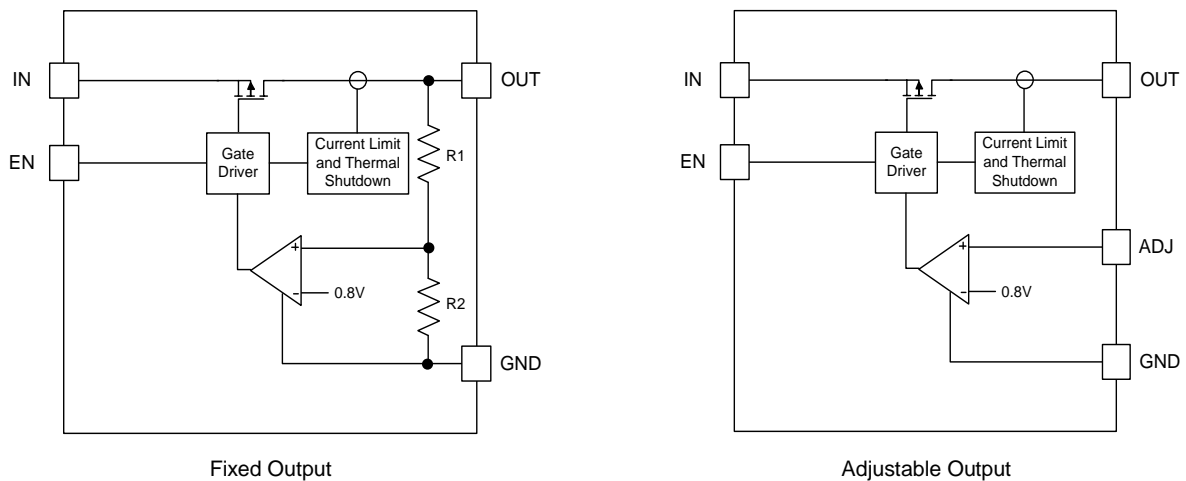 IN
OUT
EN
Gate
Driver
Current Limit
and Thermal
Shutdown
R1
+
-
0.8V
R2
GND
Fixed Output
IN
OUT
EN
Gate
Driver
Current Limit
and Thermal
Shutdown
+
-
0.8V
ADJ
GND
Adjustable Output